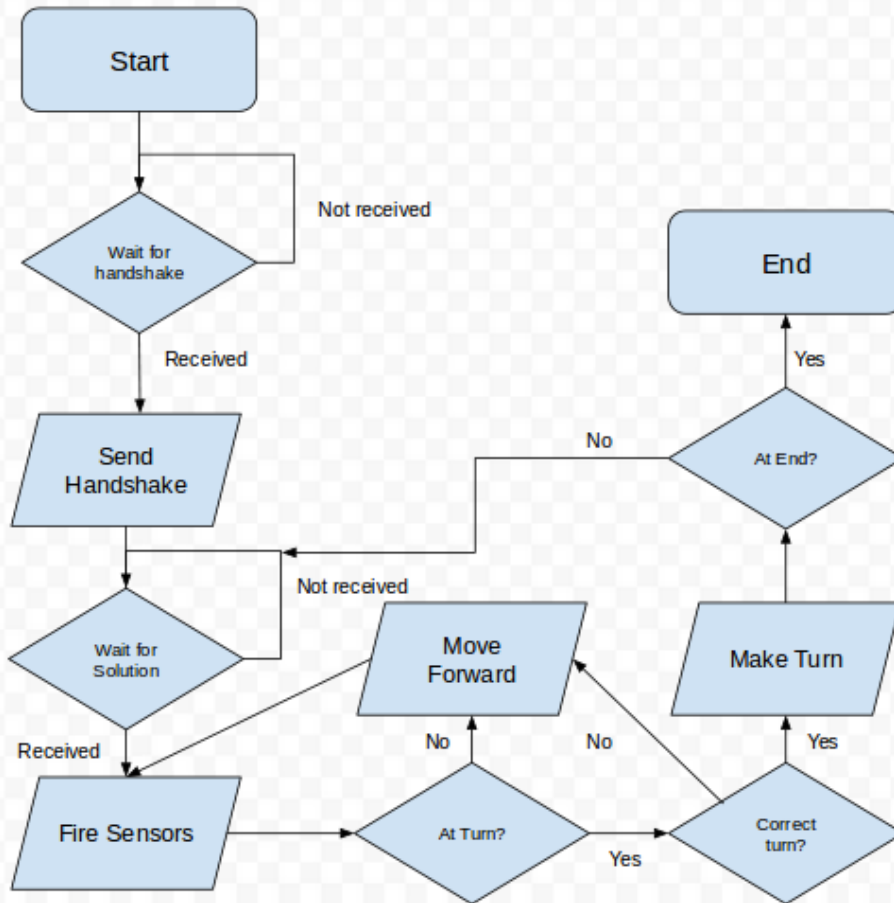 Start
Not received
Wait for
handshake
End
Received
Yes
No
At End?
Send
Handshake
Not received
Wait for
Solution
Move
Forward
Make Turn
Received
No
No
Yes
Fire Sensors
At Turn?
Yes
Correct
turn?